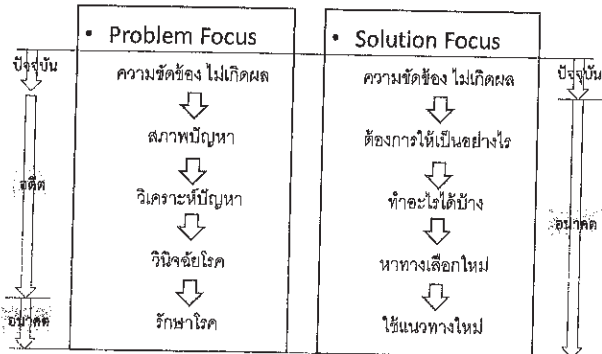 • Problem Focus
ปัจจุบัน
ความขัดข้อง ไม่เกิดผล
สภาพปัญหา
อดีต
วิเคราะห์ปัญหา
วินิจฉัยโรค
อนาคต
รักษาโรค
• Solution Focus
ปัจจุบัน
ความขัดข้อง ไม่เกิดผล
ต้องการให้เป็นอย่างไร
ทำอะไรได้บ้าง
อนาคต
หาทางเลือกใหม่
ใช้แนวทางใหม่